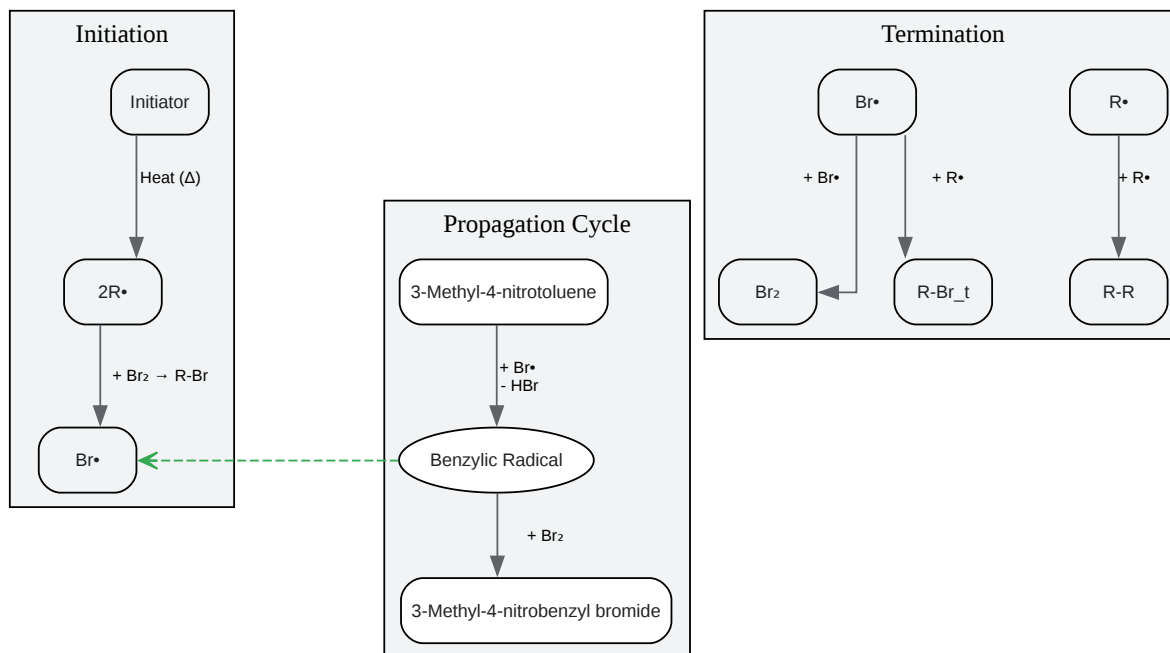 Initiation
Initiator
Heat (Δ)
2R•
+ Br₂ → R-Br
Br•
Propagation Cycle
3-Methyl-4-nitrotoluene
+ Br•
- HBr
Benzylic Radical
+ Br₂
3-Methyl-4-nitrobenzyl bromide
Termination
Br•
R•
+ Br•
+ R•
+ R•
Br₂
R-Br_t
R-R